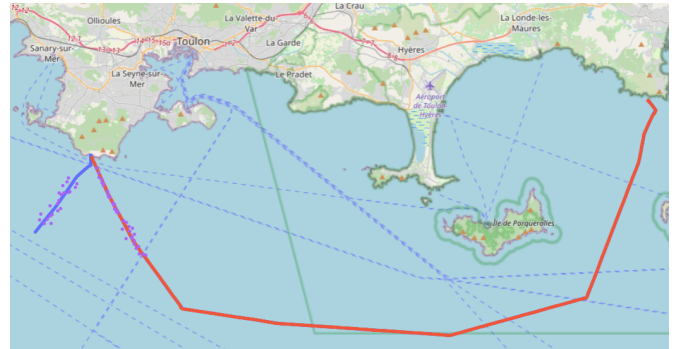 La Crau
Ollioules
La Valette-du-
Var
La Londe-les-
Maures
Toulon
La Garde
Hyères
Sanary-sur-
Mer
La Seyne-sur-
Mer
Le Pradet
Aéroport
de Toulon
Hyères
Île de Porquerolles